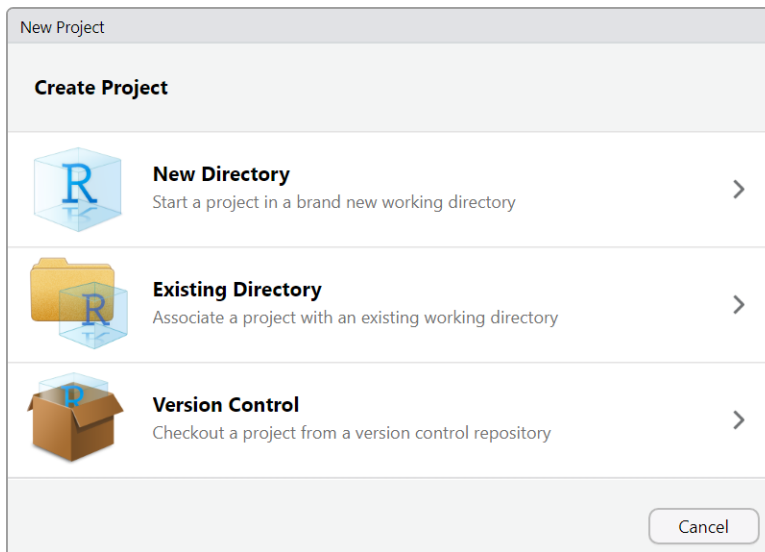 New Project
Create Project
R
New Directory
Start a project in a brand new working directory
R
Existing Directory
Associate a project with an existing working directory
R
Version Control
Checkout a project from a version control repository
Cancel